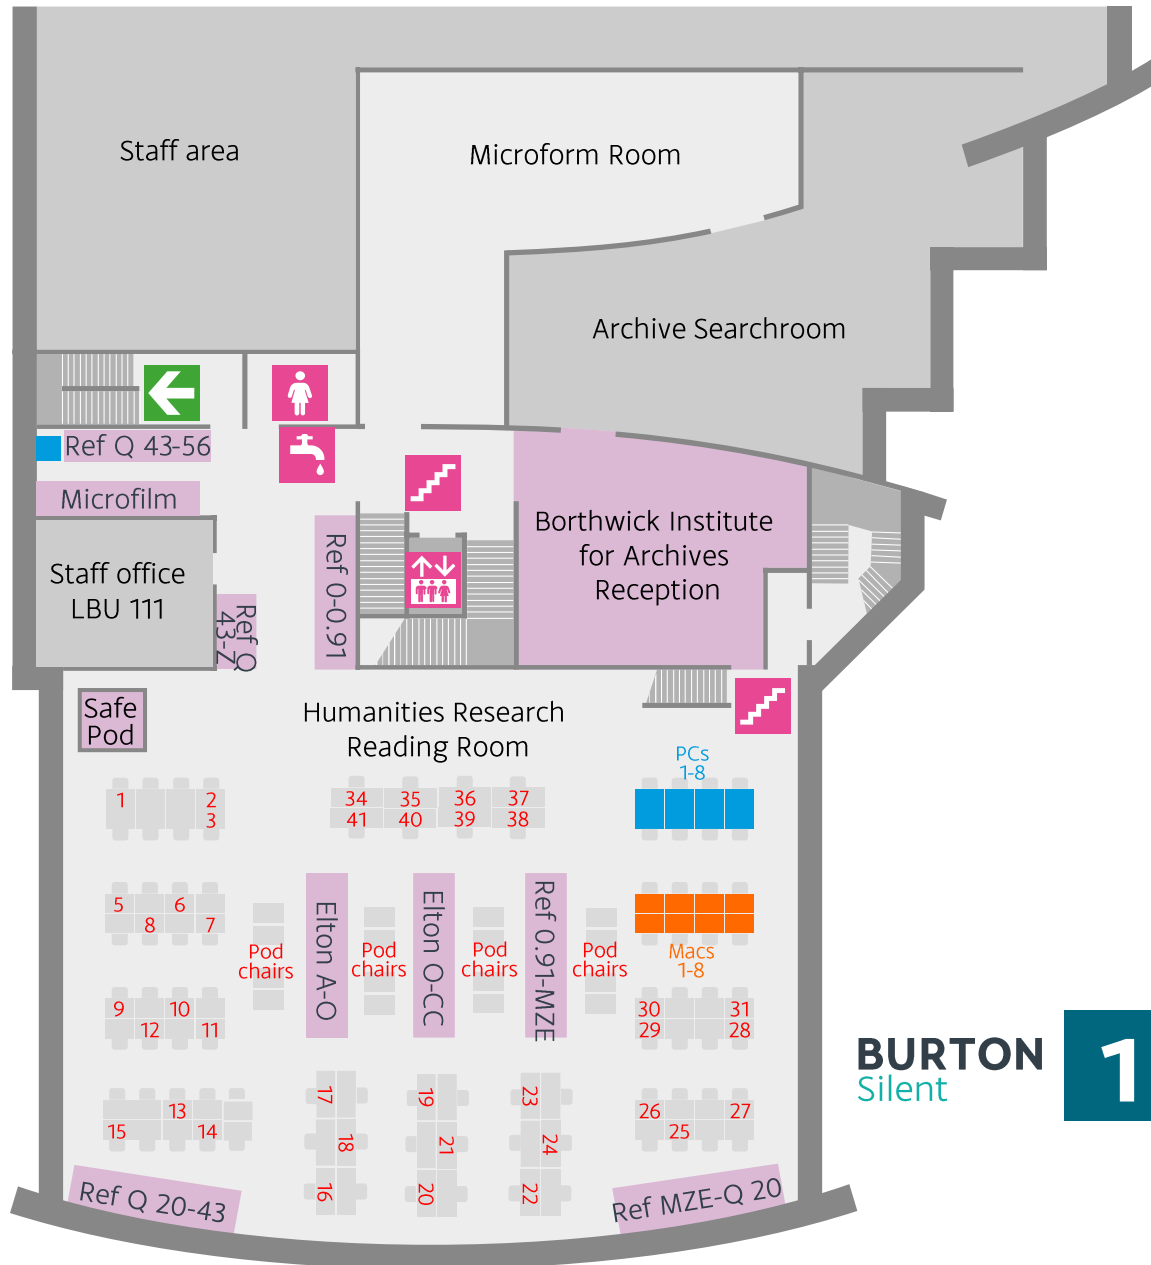 Staff area
Microform Room
Archive Searchroom
Ref Q 43-56
Microfilm
Staff office
LBU 111
Ref Q
43-Z
Ref 0-0.91
Borthwick Institute
for Archives
Reception
Safe
Pod
Humanities Research
Reading Room
PCs
1-8
1
2
3
34
35
36
37
41
40
39
38
5
6
8
7
Pod
chairs
Elton A-O
Pod
chairs
Elton O-CC
Pod
chairs
Ref 0.91-MZE
Pod
chairs
Macs
1-8
9
10
12
11
30
31
29
28
BURTON
Silent
1
13
15
14
17
18
16
19
21
20
23
24
22
26
27
25
Ref Q 20-43
Ref MZE-Q 20